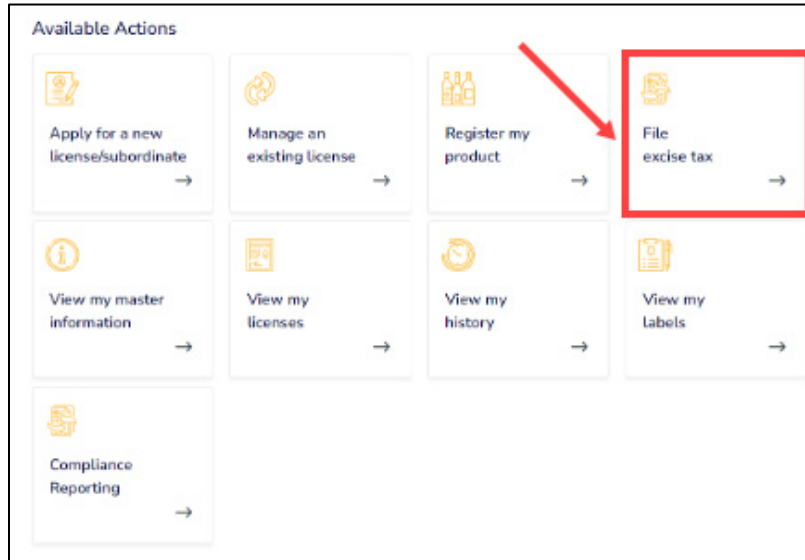 Available Actions
Apply for a new
license/subordinate
Manage an
existing license
Register my
product
File
excise tax
View my master
information
View my
licenses
View my
history
View my
labels
Compliance
Reporting